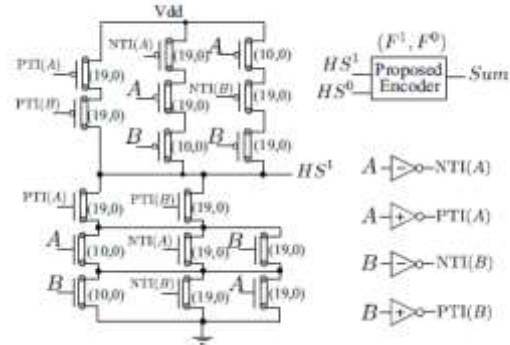 Vdd
PTI(A) (19,0) NTI(A) (19,0) A (10,0)
PTI(B) (19,0) A (19,0) NTI(B) (19,0)
B (10,0) B (19,0)
HS¹
PTI(A) (19,0) PTI(B) (19,0)
A (10,0) NTI(A) (19,0) B (19,0)
B (10,0) NTI(B) (19,0) A (19,0)
(F¹, F⁰)
HS¹
HS⁰
Proposed
Encoder
Sum
A − NTI(A)
A + PTI(A)
B − NTI(B)
B + PTI(B)